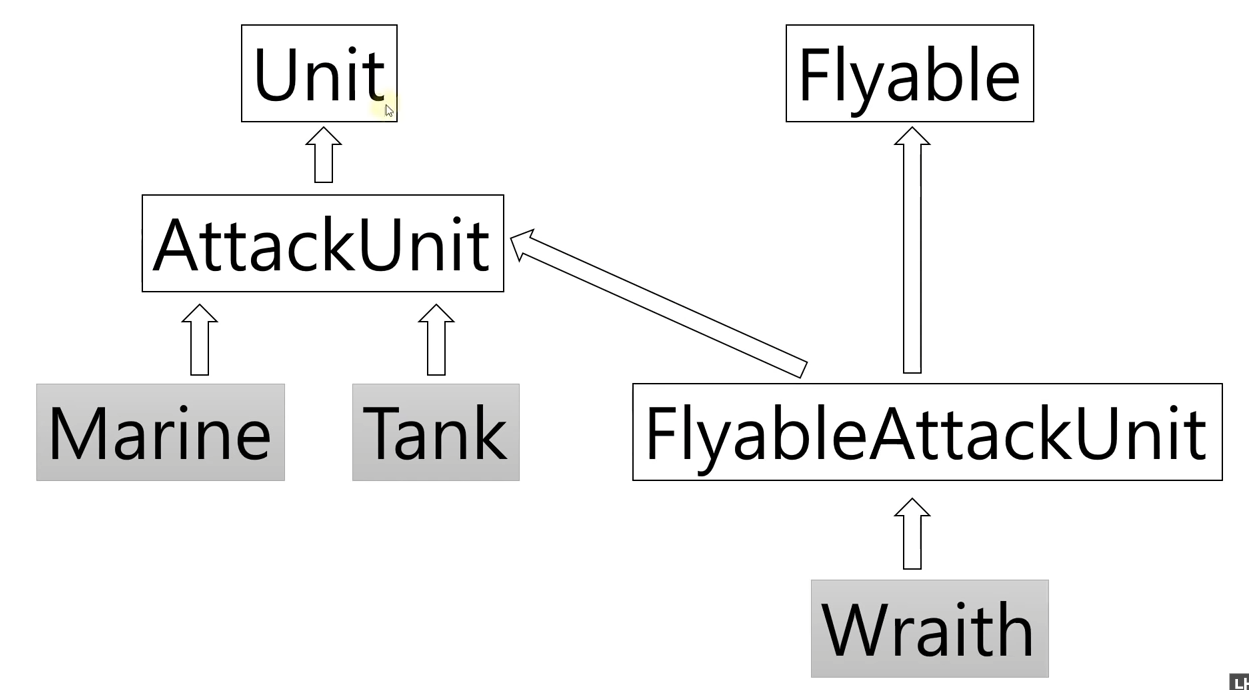 Unit
Flyable
AttackUnit
Marine
Tank
FlyableAttackUnit
Wraith